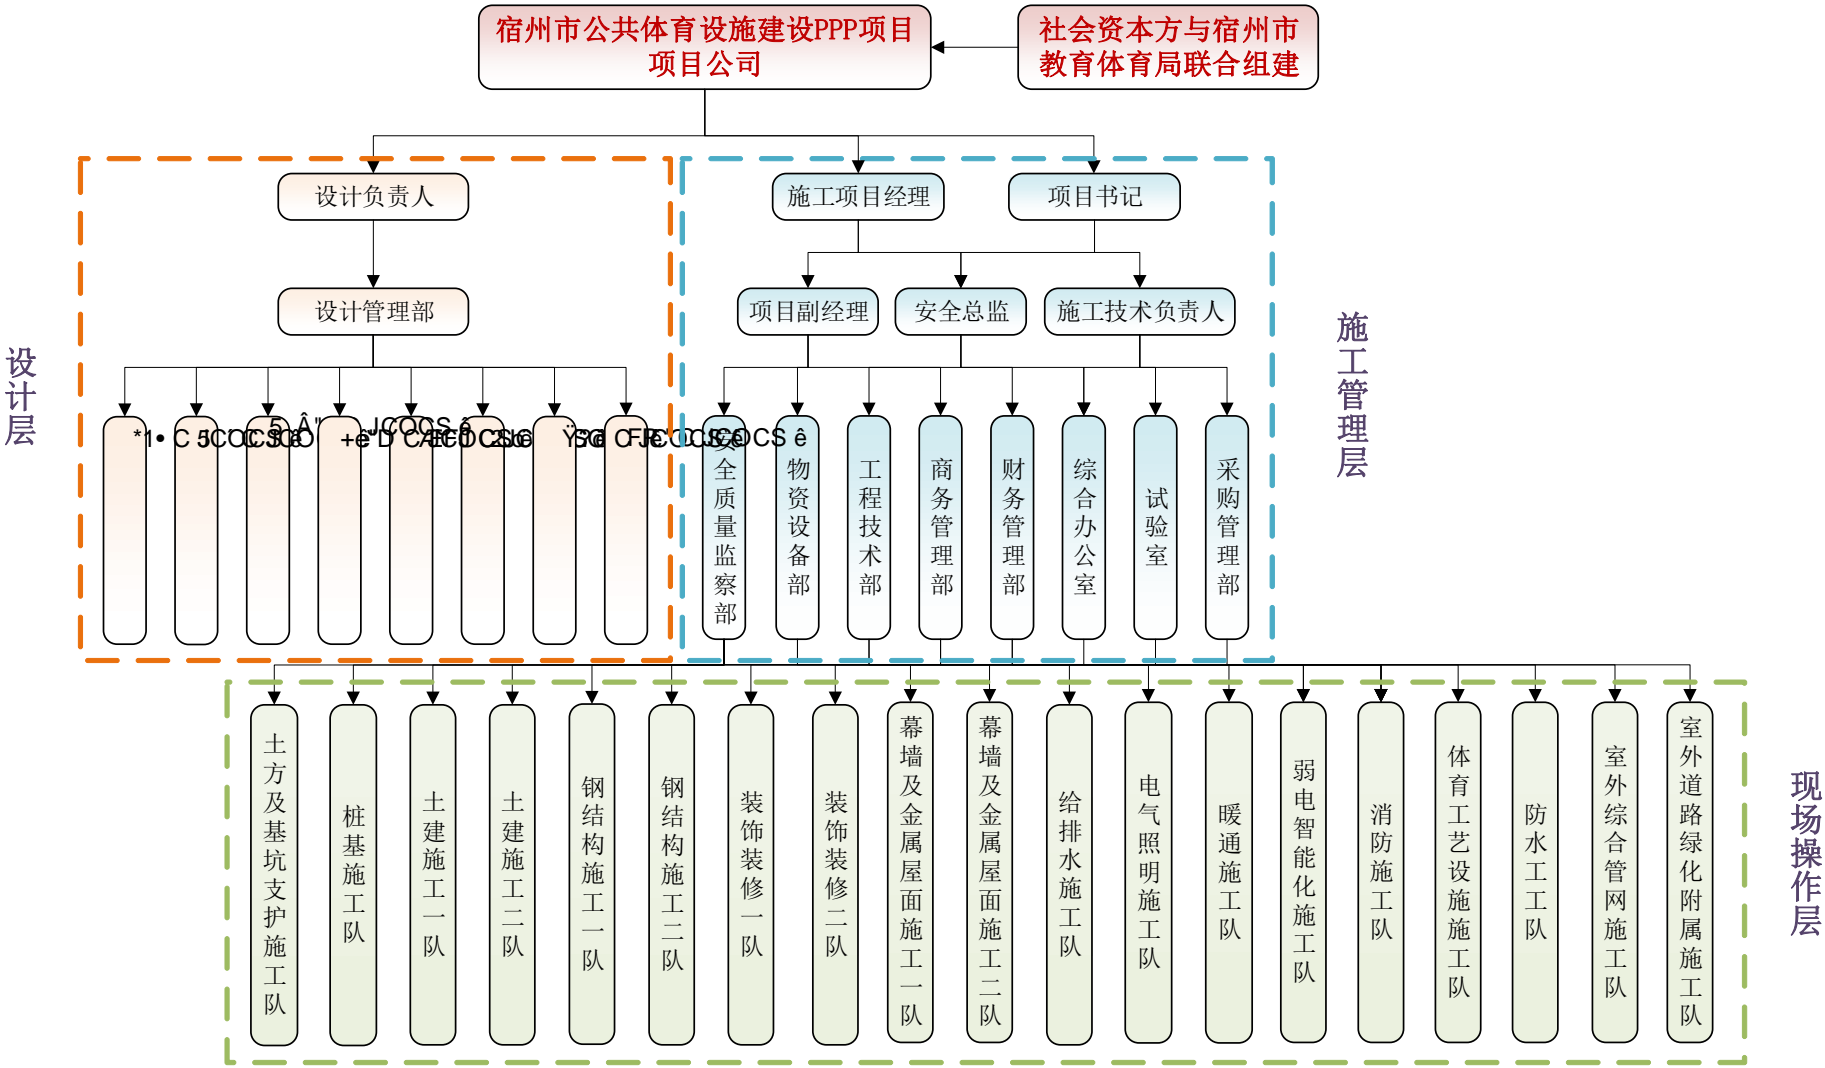 宿州市公共体育设施建设PPP项目
项目公司
社会资本方与宿州市
教育体育局联合组建
设计负责人
施工项目经理
项目书记
设计管理部
项目副经理
安全总监
施工技术负责人
设计层
施工管理层
安全质量监察部
物资设备部
工程技术部
商务管理部
财务管理部
综合办公室
试验室
采购管理部
土方及基坑支护施工队
桩基施工队
土建施工一队
土建施工二队
钢结构施工一队
钢结构施工二队
装饰装修一队
装饰装修二队
幕墙及金属屋面施工一队
幕墙及金属屋面施工二队
给排水施工队
电气照明施工队
暖通施工队
弱电智能化施工队
消防施工队
体育工艺设施施工队
防水工工队
室外综合管网施工队
室外道路绿化附属施工队
现场操作层